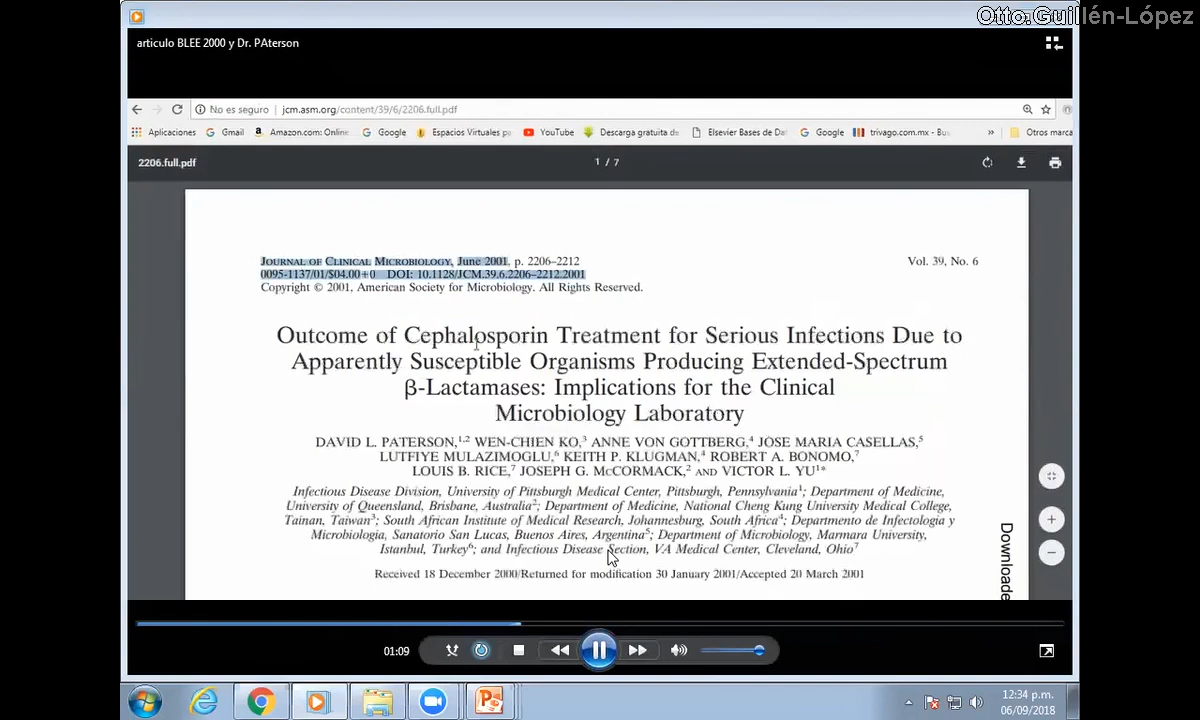 Otto.Guillén-López
articulo BLEE 2000 y Dr. PAterson
No es seguro | jcm.asm.org/content/39/6/2206.full.pdf
Aplicaciones Gmail Amazon.com: Online Google Espacios Virtuales pa YouTube Descarga gratuita de Elsevier Bases de Dat Google trivago.com.mx - Bus » Otros marca
2206.full.pdf 1 / 7
JOURNAL OF CLINICAL MICROBIOLOGY, June 2001, p. 2206–2212 Vol. 39, No. 6
0095-1137/01/$04.00+0 DOI: 10.1128/JCM.39.6.2206–2212.2001
Copyright © 2001, American Society for Microbiology. All Rights Reserved.
Outcome of Cephalosporin Treatment for Serious Infections Due to
Apparently Susceptible Organisms Producing Extended-Spectrum
β-Lactamases: Implications for the Clinical
Microbiology Laboratory
DAVID L. PATERSON,1,2 WEN-CHIEN KO,3 ANNE VON GOTTBERG,4 JOSE MARIA CASELLAS,5
LUTFIYE MULAZIMOGLU,6 KEITH P. KLUGMAN,4 ROBERT A. BONOMO,7
LOUIS B. RICE,7 JOSEPH G. McCORMACK,2 AND VICTOR L. YU1*
Infectious Disease Division, University of Pittsburgh Medical Center, Pittsburgh, Pennsylvania1; Department of Medicine,
University of Queensland, Brisbane, Australia2; Department of Medicine, National Cheng Kung University Medical College,
Tainan, Taiwan3; South African Institute of Medical Research, Johannesburg, South Africa4; Departmento de Infectologia y
Microbiologia, Sanatorio San Lucas, Buenos Aires, Argentina5; Department of Microbiology, Marmara University,
Istanbul, Turkey6; and Infectious Disease Section, VA Medical Center, Cleveland, Ohio7
Received 18 December 2000/Returned for modification 30 January 2001/Accepted 20 March 2001
Downloade
01:09
12:34 p.m.
06/09/2018